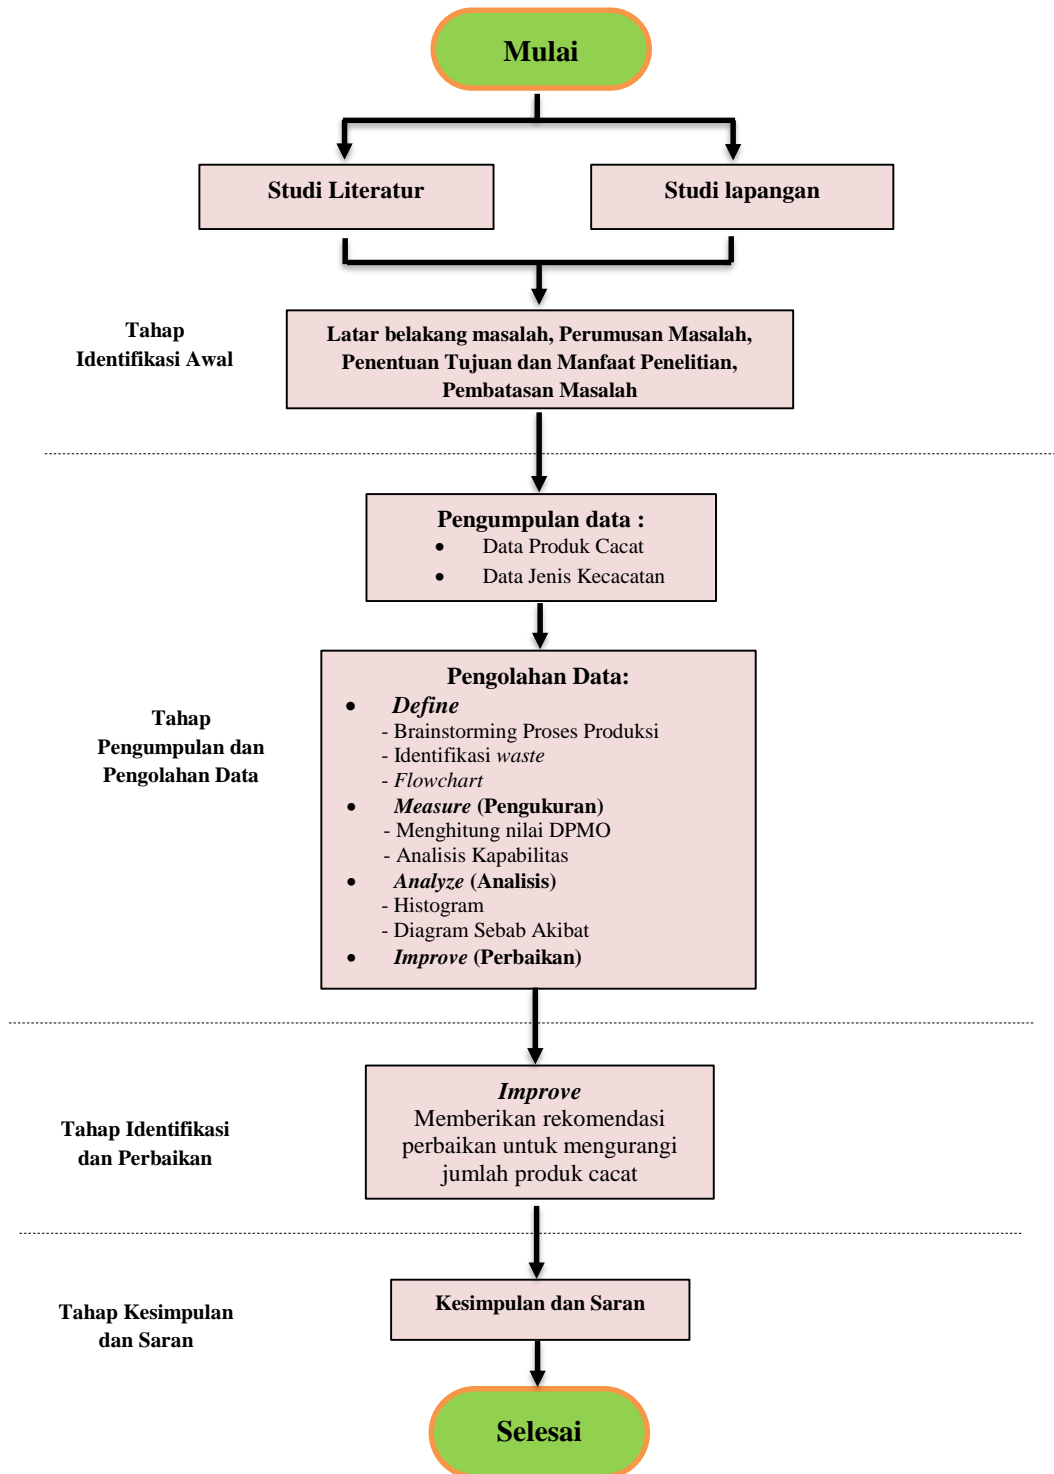 Mulai
Studi Literatur
Studi lapangan
Tahap
Identifikasi Awal
Latar belakang masalah, Perumusan Masalah,
Penentuan Tujuan dan Manfaat Penelitian,
Pembatasan Masalah
Pengumpulan data :
• Data Produk Cacat
• Data Jenis Kecacatan
Tahap
Pengumpulan dan
Pengolahan Data
Pengolahan Data:
• Define
- Brainstorming Proses Produksi
- Identifikasi waste
- Flowchart
• Measure (Pengukuran)
- Menghitung nilai DPMO
- Analisis Kapabilitas
• Analyze (Analisis)
- Histogram
- Diagram Sebab Akibat
• Improve (Perbaikan)
Tahap Identifikasi
dan Perbaikan
Improve
Memberikan rekomendasi
perbaikan untuk mengurangi
jumlah produk cacat
Tahap Kesimpulan
dan Saran
Kesimpulan dan Saran
Selesai